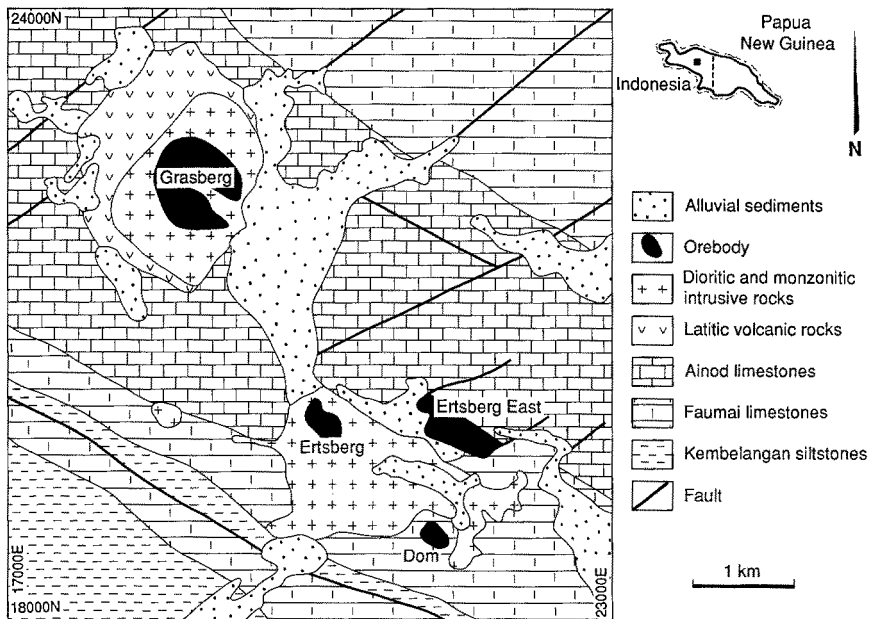 24000N
Grasberg
Ertsberg East
Ertsberg
Dom
17000E
18000N
23000E
Papua
New Guinea
Indonesia
N
Alluvial sediments
Orebody
Dioritic and monzonitic
intrusive rocks
Latitic volcanic rocks
Ainod limestones
Faumai limestones
Kembelangan siltstones
Fault
1 km